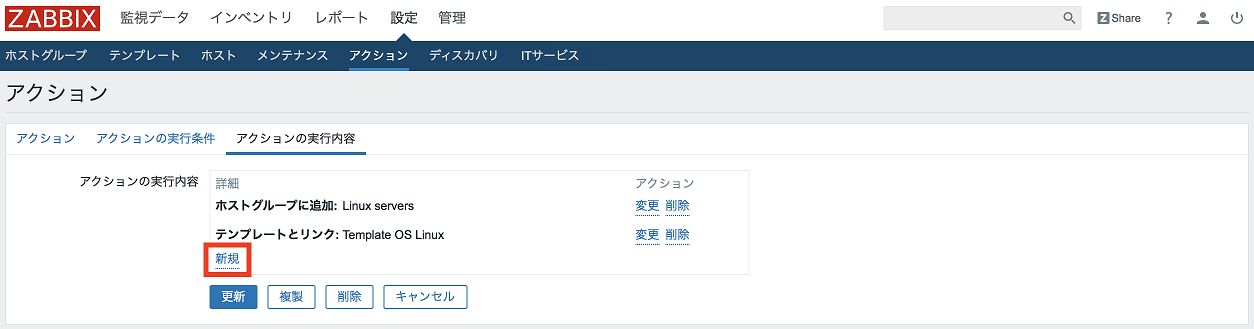 ZABBIX 監視データ インベントリ レポート 設定 管理 Z Share ?
ホストグループ テンプレート ホスト メンテナンス アクション ディスカバリ ITサービス
アクション
アクション アクションの実行条件 アクションの実行内容
アクションの実行内容 詳細 アクション
ホストグループに追加: Linux servers 変更 削除
テンプレートとリンク: Template OS Linux 変更 削除
新規
更新 複製 削除 キャンセル